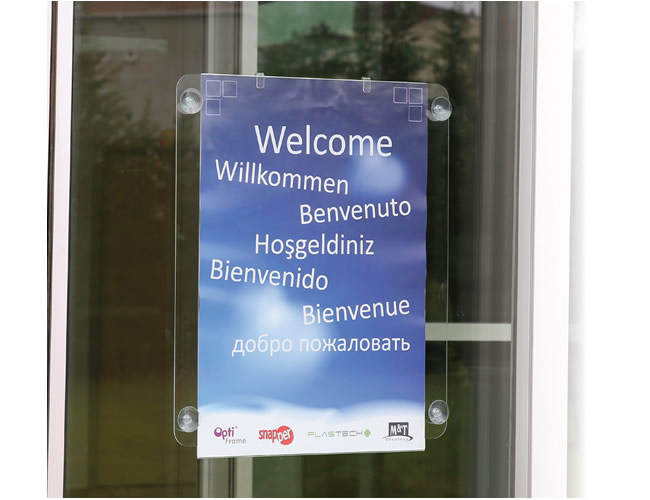 Welcome
Willkommen
Benvenuto
Hoşgeldiniz
Bienvenido
Bienvenue
добро пожаловать
Opti Frame
snapper
PLASTECH
M&T